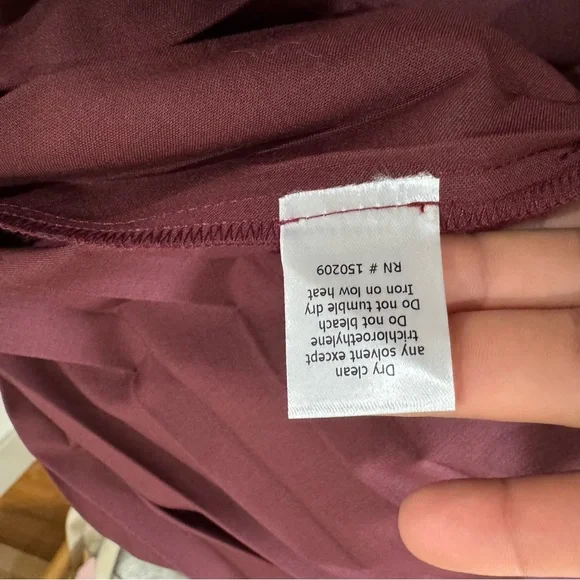 Dry clean
any solvent except
trichloroethylene
Do not bleach
Do not tumble dry
Iron on low heat
RN # 150209